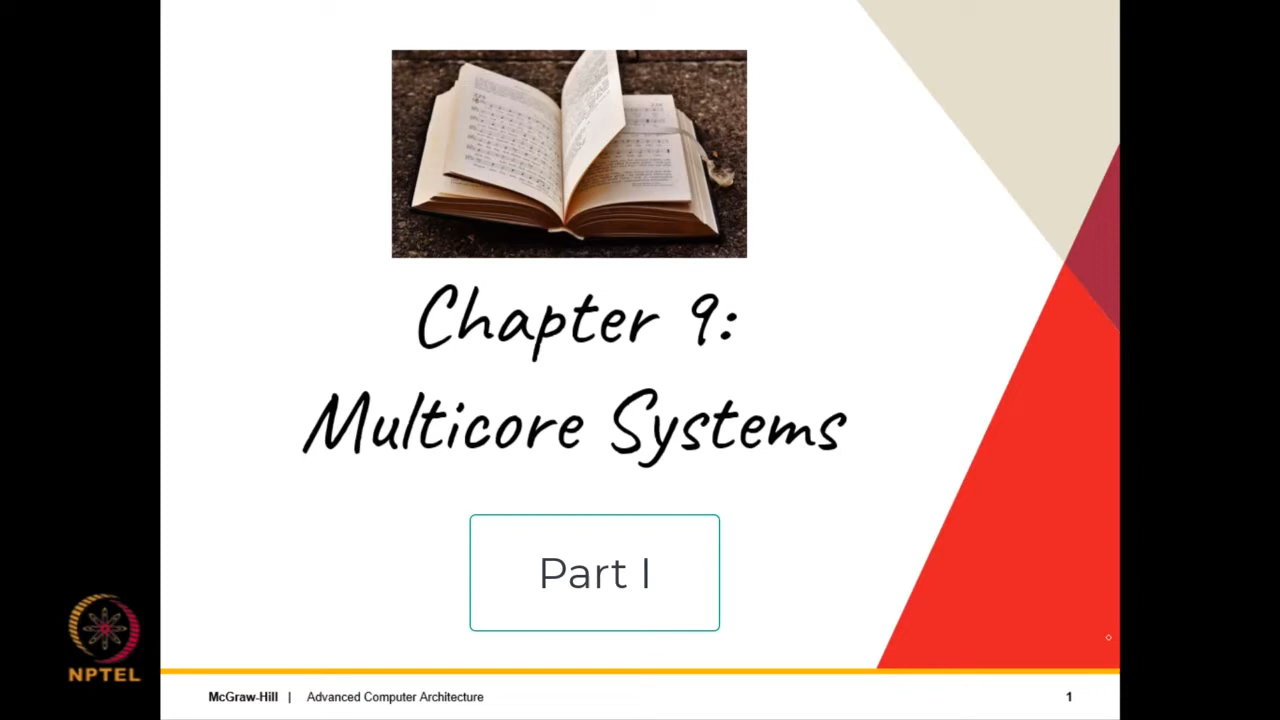 Chapter 9:
Multicore Systems
Part I
NPTEL
McGraw-Hill | Advanced Computer Architecture
1